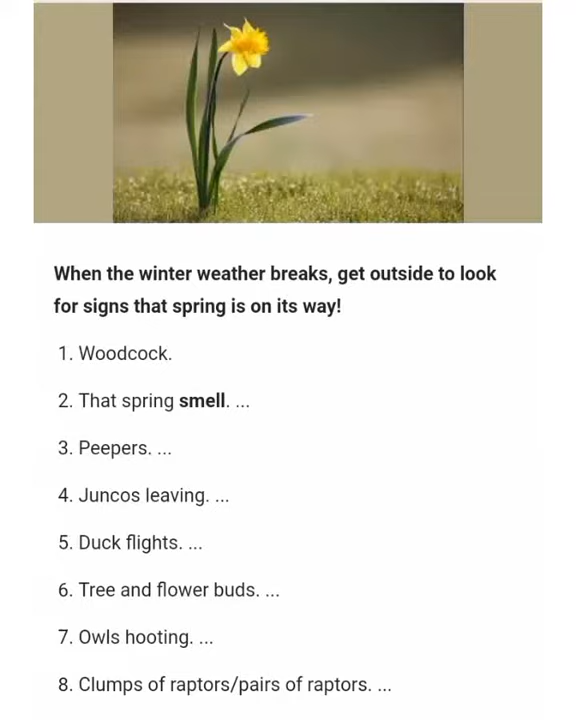 When the winter weather breaks, get outside to look
for signs that spring is on its way!
1. Woodcock.
2. That spring smell. ...
3. Peepers. ...
4. Juncos leaving. ...
5. Duck flights. ...
6. Tree and flower buds. ...
7. Owls hooting. ...
8. Clumps of raptors/pairs of raptors. ...